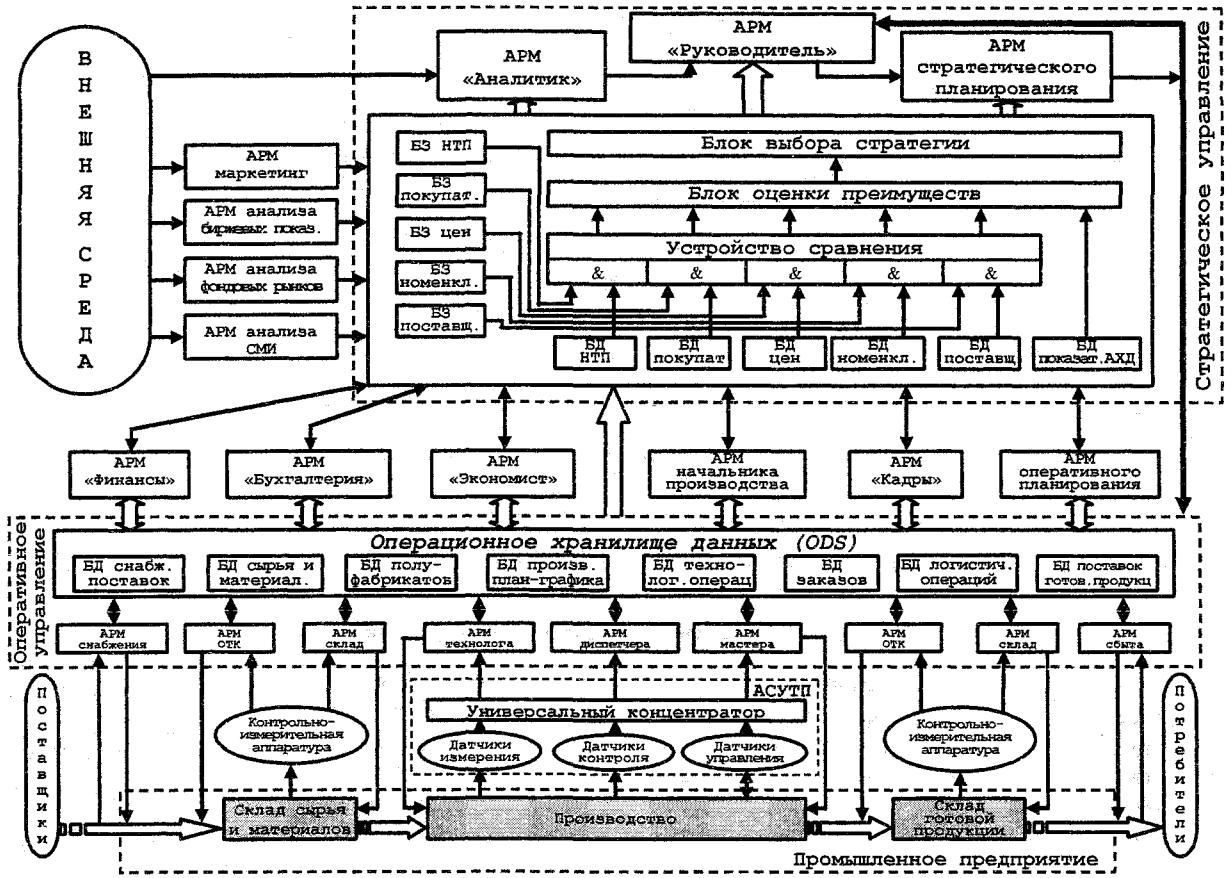 ВНЕШНЯЯ СРЕДА
АРМ
«Аналитик»
АРМ
«Руководитель»
АРМ
стратегического
планирования
Стратегическое управление
АРМ
маркетинг
АРМ анализа
биржевых показ.
АРМ анализа
фондовых рынков
АРМ анализа
СМИ
БЗ НТП
БЗ
покупат.
БЗ цен
БЗ
номенкл.
БЗ
поставщ.
Блок выбора стратегии
Блок оценки преимуществ
Устройство сравнения
& & & & &
БД
НТП
БД
покупат
БД
цен
БД
номенкл.
БД
поставщ
БД
показат.АХД
АРМ
«Финансы»
АРМ
«Бухгалтерия»
АРМ
«Экономист»
АРМ
начальника
производства
АРМ
«Кадры»
АРМ
оперативного
планирования
Оперативное
управление
Операционное хранилище данных (ODS)
БД снабж.
поставок
БД сырья и
материал.
БД полу-
фабрикатов
БД произв.
план-графика
БД техно-
лог.операц
БД
заказов
БД логистич.
операций
БД поставок
готов.продукц
АРМ
снабжения
АРМ
ОТК
АРМ
склад
АРМ
технолога
АРМ
диспетчера
АРМ
мастера
АРМ
ОТК
АРМ
склад
АРМ
сбыта
Поставщики
Контрольно-
измерительная
аппаратура
АСУТП
Универсальный концентратор
Датчики
измерения
Датчики
контроля
Датчики
управления
Контрольно-
измерительная
аппаратура
Потребители
Склад сырья
и материалов
Производство
Склад
готовой
продукции
Промышленное предприятие